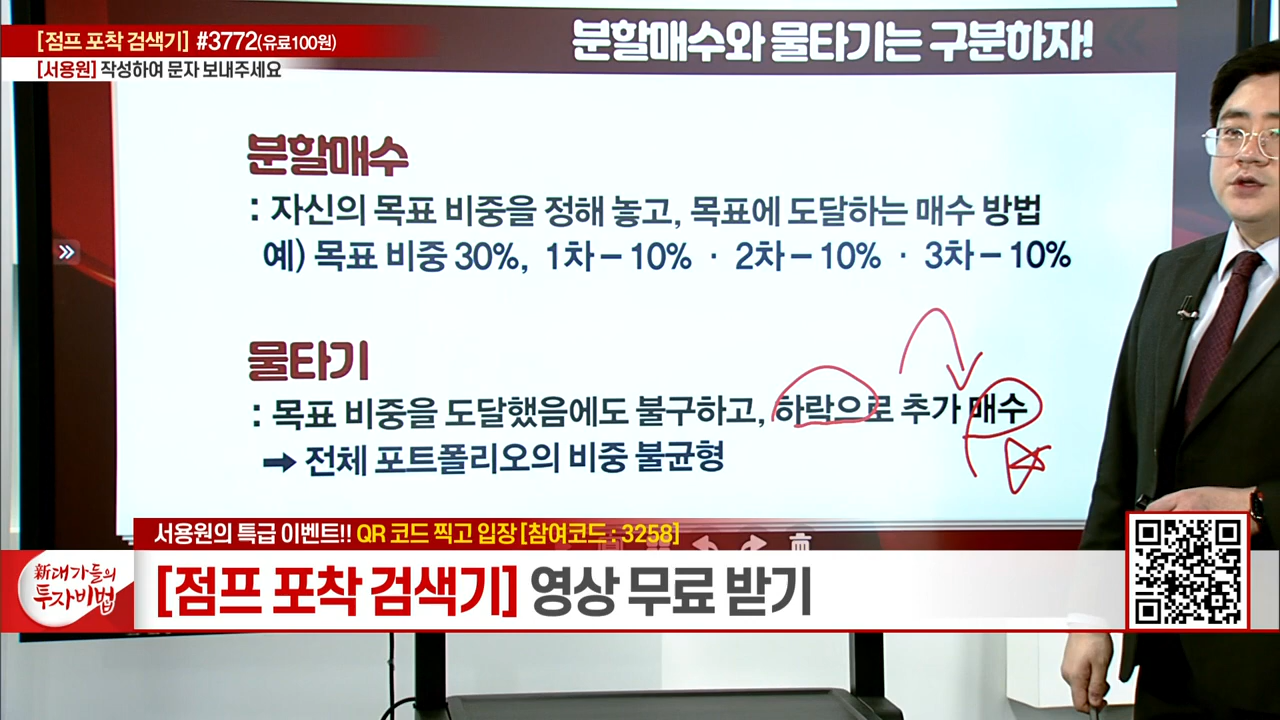 [점프 포착 검색기] #3772(유료100원)
[서용원] 작성하여 문자 보내주세요
분할매수와 물타기는 구분하자!
분할매수
: 자신의 목표 비중을 정해 놓고, 목표에 도달하는 매수 방법
예) 목표 비중 30%, 1차 – 10% · 2차 – 10% · 3차 – 10%
물타기
: 목표 비중을 도달했음에도 불구하고, 하락으로 추가 매수
➡ 전체 포트폴리오의 비중 불균형
서용원의 특급 이벤트!! QR 코드 찍고 입장 [참여코드 : 3258]
新대가들의
투자비법
[점프 포착 검색기] 영상 무료 받기